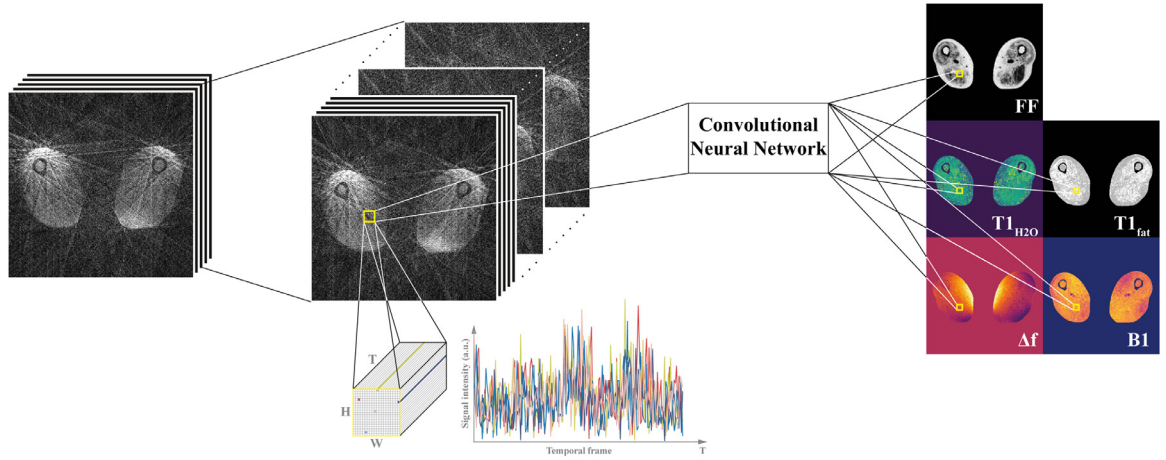 FF
Convolutional
Neural Network
T1H2O
T1fat
Δf
B1
T
H
W
Signal intensity (a.u.)
Temporal frame
T